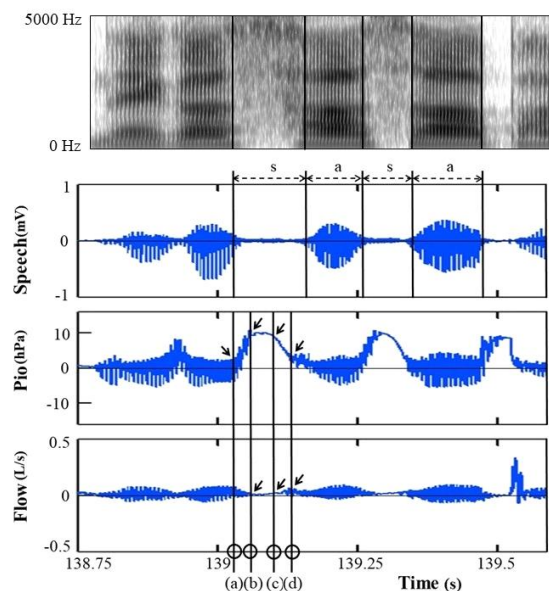 5000 Hz
0 Hz
s a s a
Speech(mV)
1
0
-1
Pio(hPa)
10
0
-10
Flow (L/s)
0.5
0
-0.5
138.75 139 139.25 139.5
(a)(b) (c)(d) Time (s)